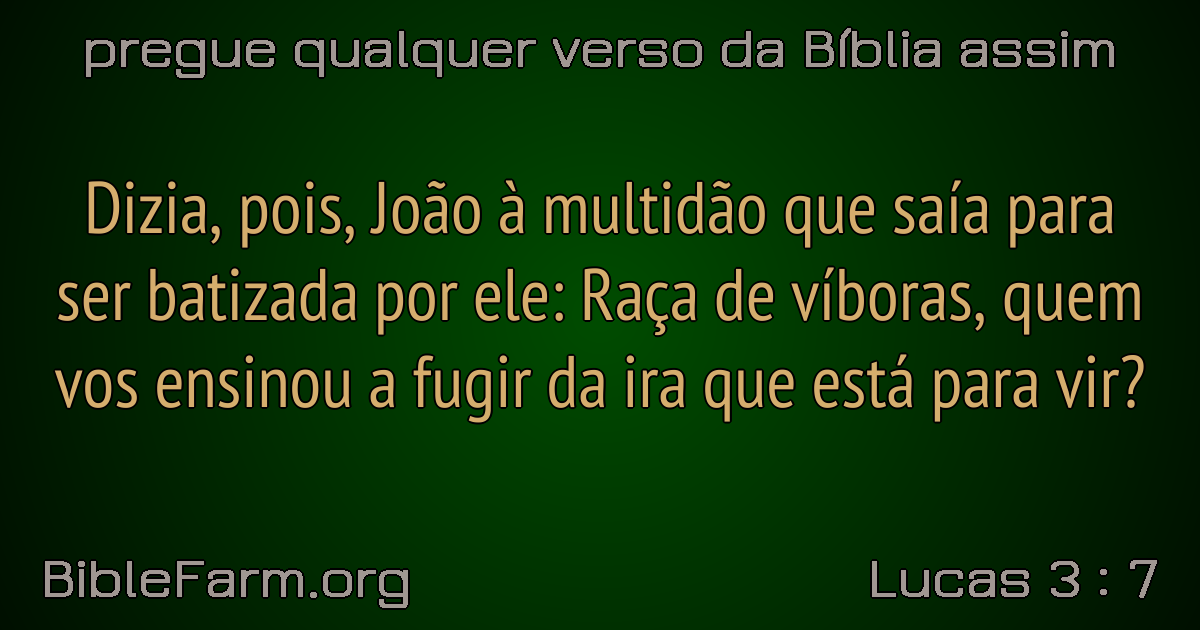 pregue qualquer verso da Bíblia assim
Dizia, pois, João à multidão que saía para
ser batizada por ele: Raça de víboras, quem
vos ensinou a fugir da ira que está para vir?
BibleFarm.org
Lucas 3 : 7